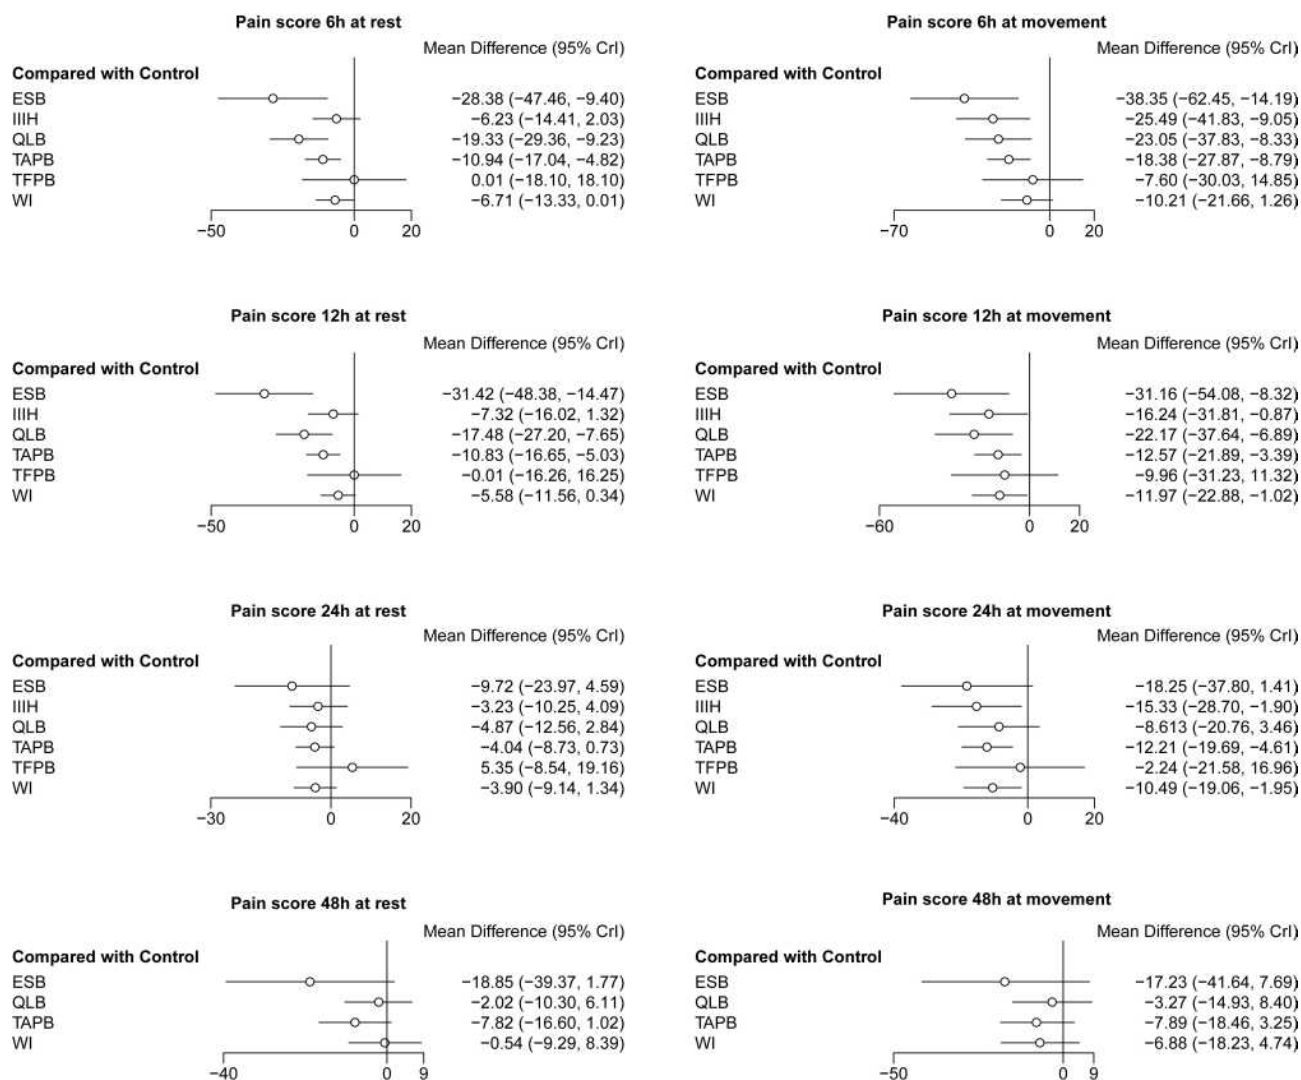 Pain score 6h at rest
Mean Difference (95% CrI)
Compared with Control
ESB −28.38 (−47.46, −9.40)
IIIH −6.23 (−14.41, 2.03)
QLB −19.33 (−29.36, −9.23)
TAPB −10.94 (−17.04, −4.82)
TFPB 0.01 (−18.10, 18.10)
WI −6.71 (−13.33, 0.01)
−50 0 20
Pain score 6h at movement
Mean Difference (95% CrI)
Compared with Control
ESB −38.35 (−62.45, −14.19)
IIIH −25.49 (−41.83, −9.05)
QLB −23.05 (−37.83, −8.33)
TAPB −18.38 (−27.87, −8.79)
TFPB −7.60 (−30.03, 14.85)
WI −10.21 (−21.66, 1.26)
−70 0 20
Pain score 12h at rest
Mean Difference (95% CrI)
Compared with Control
ESB −31.42 (−48.38, −14.47)
IIIH −7.32 (−16.02, 1.32)
QLB −17.48 (−27.20, −7.65)
TAPB −10.83 (−16.65, −5.03)
TFPB −0.01 (−16.26, 16.25)
WI −5.58 (−11.56, 0.34)
−50 0 20
Pain score 12h at movement
Mean Difference (95% CrI)
Compared with Control
ESB −31.16 (−54.08, −8.32)
IIIH −16.24 (−31.81, −0.87)
QLB −22.17 (−37.64, −6.89)
TAPB −12.57 (−21.89, −3.39)
TFPB −9.96 (−31.23, 11.32)
WI −11.97 (−22.88, −1.02)
−60 0 20
Pain score 24h at rest
Mean Difference (95% CrI)
Compared with Control
ESB −9.72 (−23.97, 4.59)
IIIH −3.23 (−10.25, 4.09)
QLB −4.87 (−12.56, 2.84)
TAPB −4.04 (−8.73, 0.73)
TFPB 5.35 (−8.54, 19.16)
WI −3.90 (−9.14, 1.34)
−30 0 20
Pain score 24h at movement
Mean Difference (95% CrI)
Compared with Control
ESB −18.25 (−37.80, 1.41)
IIIH −15.33 (−28.70, −1.90)
QLB −8.613 (−20.76, 3.46)
TAPB −12.21 (−19.69, −4.61)
TFPB −2.24 (−21.58, 16.96)
WI −10.49 (−19.06, −1.95)
−40 0 20
Pain score 48h at rest
Mean Difference (95% CrI)
Compared with Control
ESB −18.85 (−39.37, 1.77)
QLB −2.02 (−10.30, 6.11)
TAPB −7.82 (−16.60, 1.02)
WI −0.54 (−9.29, 8.39)
−40 0 9
Pain score 48h at movement
Mean Difference (95% CrI)
Compared with Control
ESB −17.23 (−41.64, 7.69)
QLB −3.27 (−14.93, 8.40)
TAPB −7.89 (−18.46, 3.25)
WI −6.88 (−18.23, 4.74)
−50 0 9